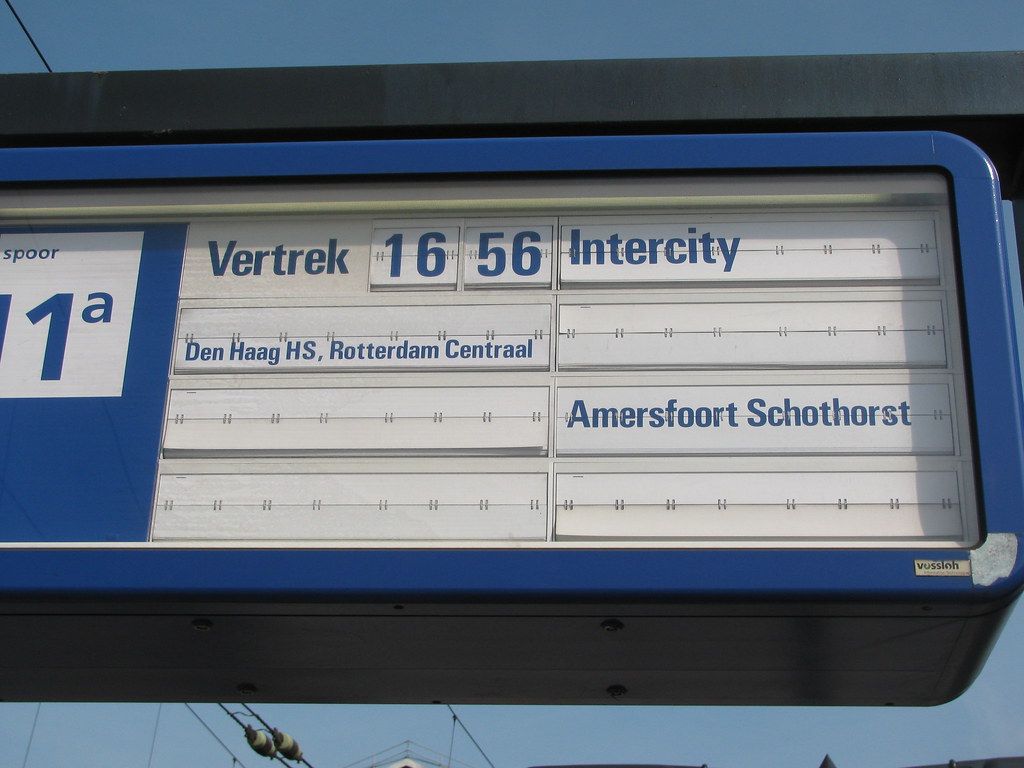 spoor
11a
Vertrek 16 56 Intercity
Den Haag HS, Rotterdam Centraal
Amersfoort Schothorst
vossloh